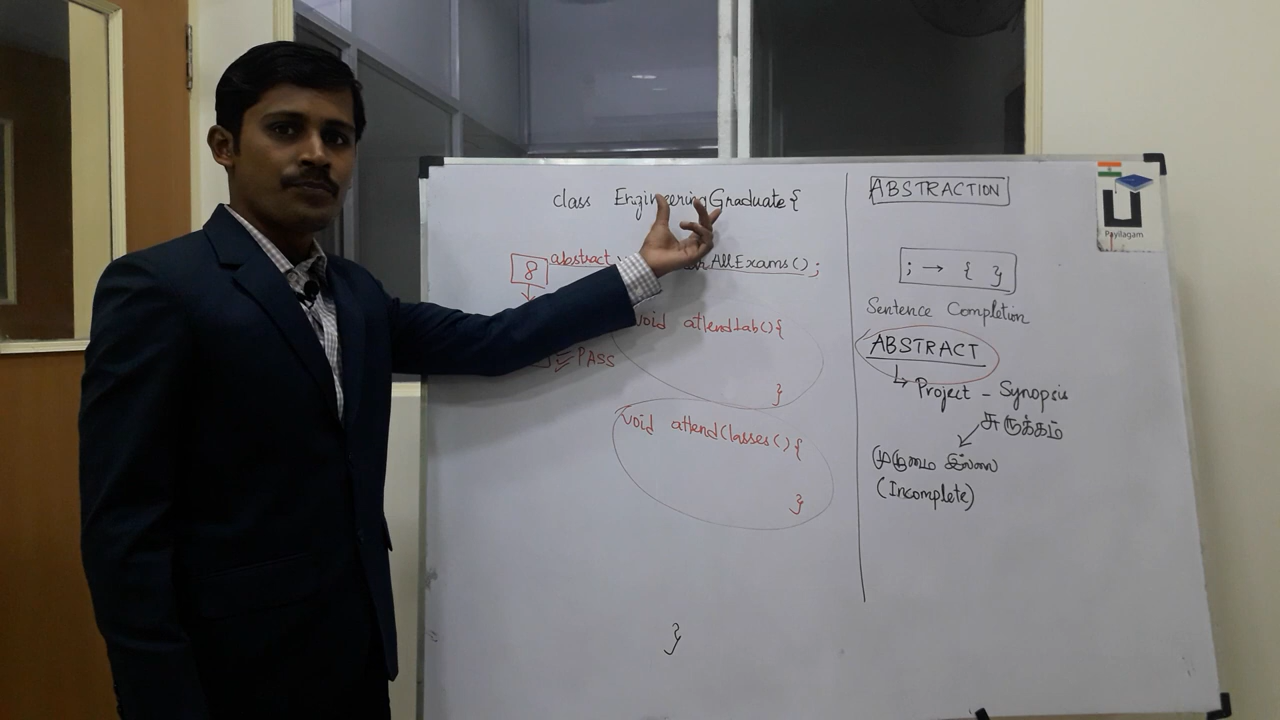 class EngineeringGraduate {
abstract AllExams();
8
void attendLab(){
PASS
}
void attendClasses(){
}
}
ABSTRACTION
; → { }
Sentence Completion
ABSTRACT
↳ Project - Synopsis
சுருக்கம்
முழுமை இல்லை
(Incomplete)
Payilagam